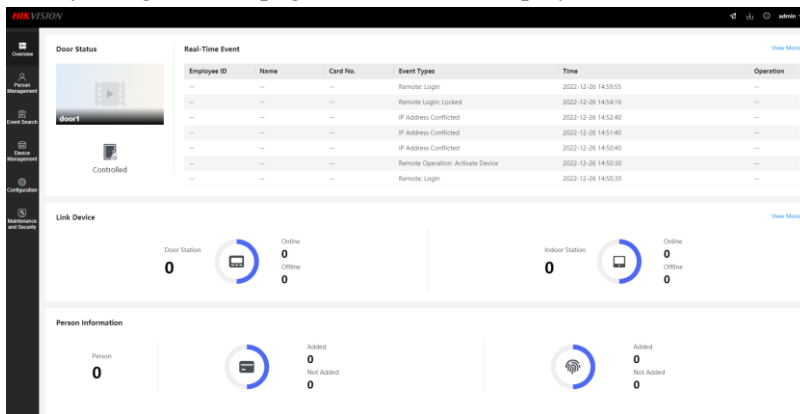 HIKVISION
admin
Overview
Person
Management
Event Search
Device
Management
Configuration
Maintenance
and Security
Door Status
door1
Controlled
Real-Time Event
View More
Employee ID Name Card No. Event Types Time Operation
-- -- -- Remote: Login 2022-12-26 14:59:55 --
-- -- -- Remote Login: Locked 2022-12-26 14:54:16 --
-- -- -- IP Address Conflicted 2022-12-26 14:52:40 --
-- -- -- IP Address Conflicted 2022-12-26 14:51:40 --
-- -- -- IP Address Conflicted 2022-12-26 14:50:40 --
-- -- -- Remote Operation: Activate Device 2022-12-26 14:50:30 --
-- -- -- Remote: Login 2022-12-26 14:50:30 --
Link Device
View More
Door Station
0
Online
0
Offline
0
Indoor Station
0
Online
0
Offline
0
Person Information
Person
0
Added
0
Not Added
0
Added
0
Not Added
0